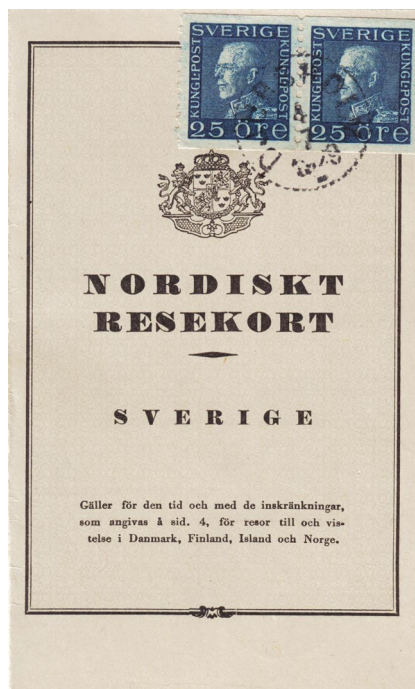 SVERIGE SVERIGE
KUNGL·POST KUNGL·POST KUNGL·POST KUNGL·POST
25 ÖRE 25 ÖRE
NORDISKT
RESEKORT
SVERIGE
Gäller för den tid och med de inskränkningar,
som angivas å sid. 4, för resor till och vis-
telse i Danmark, Finland, Island och Norge.